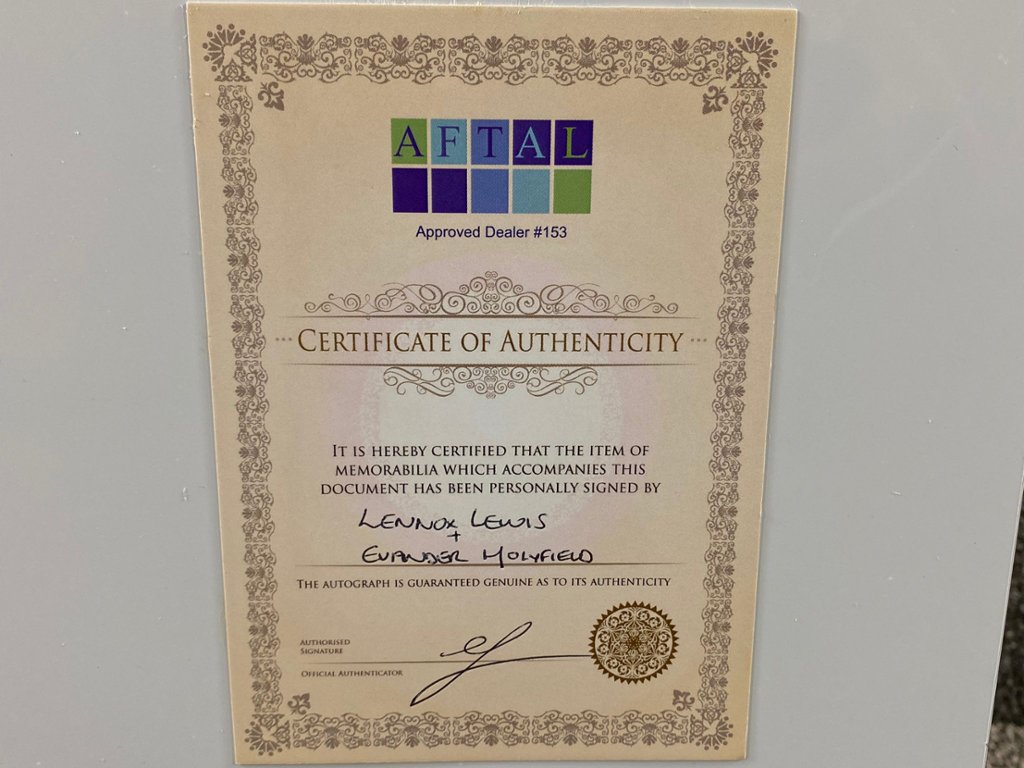 AFTAL
Approved Dealer #153
CERTIFICATE OF AUTHENTICITY
IT IS HEREBY CERTIFIED THAT THE ITEM OF
MEMORABILIA WHICH ACCOMPANIES THIS
DOCUMENT HAS BEEN PERSONALLY SIGNED BY
LENNOX LEWIS
+
EVANDER HOLYFIELD
THE AUTOGRAPH IS GUARANTEED GENUINE AS TO ITS AUTHENTICITY
AUTHORISED
SIGNATURE
OFFICIAL AUTHENTICATOR